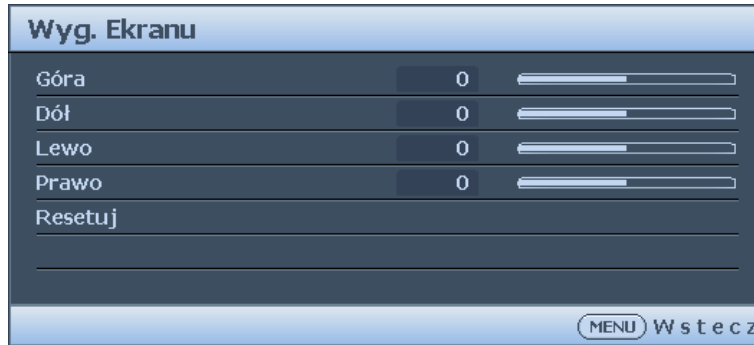 Wyg. Ekranu
Góra 0
Dół 0
Lewo 0
Prawo 0
Resetuj
MENU Wstecz